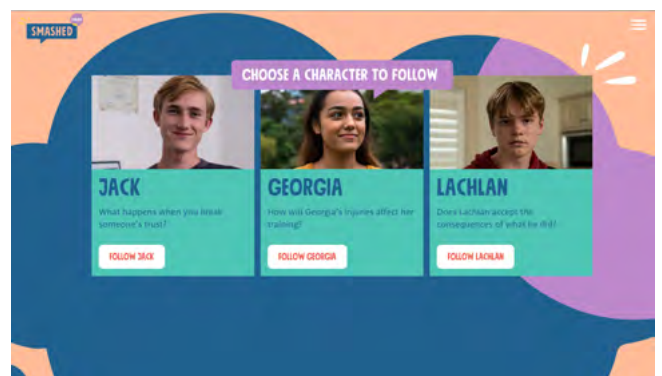 SMASHED
CHOOSE A CHARACTER TO FOLLOW
JACK
What happens when you break
someone's trust?
FOLLOW JACK
GEORGIA
How will Georgia's injuries affect her
training?
FOLLOW GEORGIA
LACHLAN
Does Lachlan accept the
consequences of what he did?
FOLLOW LACHLAN